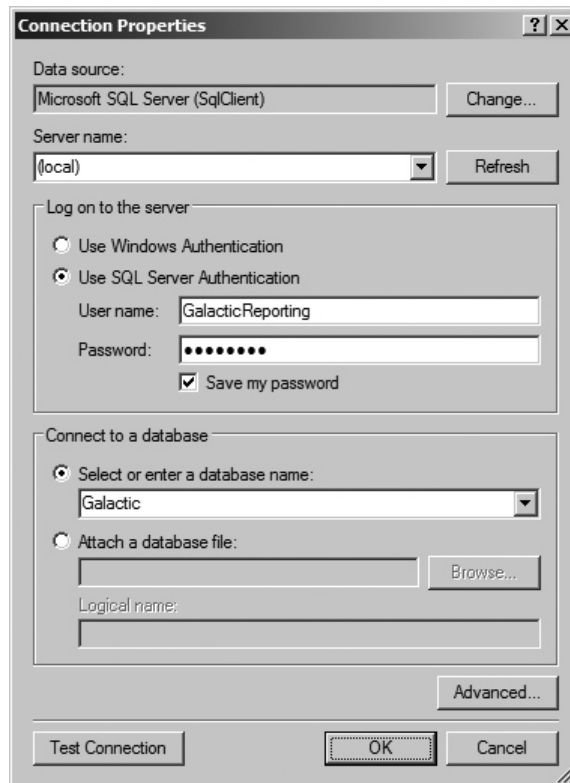 Connection Properties
Data source:
Microsoft SQL Server (SqlClient)
Change...
Server name:
(local)
Refresh
Log on to the server
Use Windows Authentication
Use SQL Server Authentication
User name: GalacticReporting
Password: ●●●●●●●●
Save my password
Connect to a database
Select or enter a database name:
Galactic
Attach a database file:
Browse...
Logical name:
Advanced...
Test Connection OK Cancel